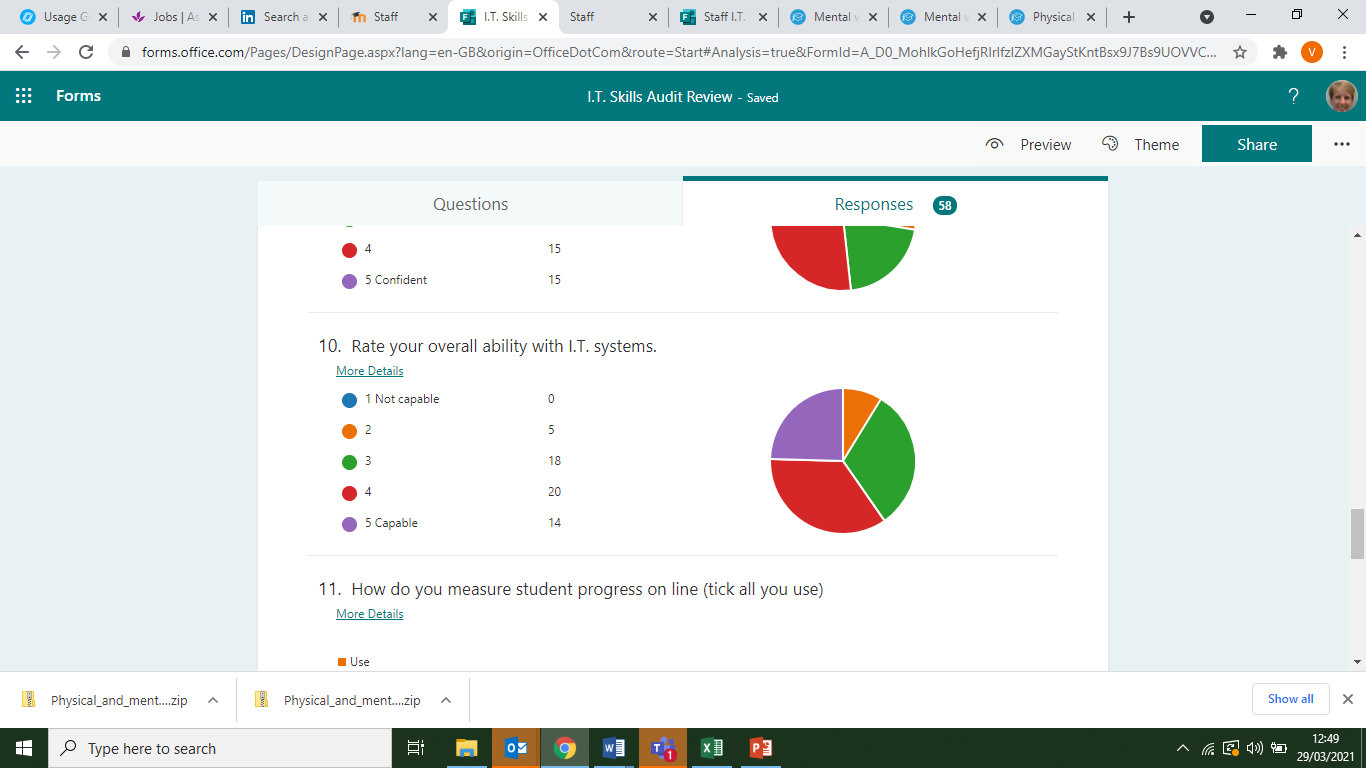 Usage G
Jobs | As
Search a
Staff
I.T. Skills
Staff
Staff I.T.
Mental w
Mental w
Physical
forms.office.com/Pages/DesignPage.aspx?lang=en-GB&origin=OfficeDotCom&route=Start#Analysis=true&FormId=A_D0_MohlkGoHefjRlrIfzIZXMGayStKntBsx9J7Bs9UOVVC...
V
Forms
I.T. Skills Audit Review - Saved
?
Preview
Theme
Share
Questions
Responses 58
4 15
5 Confident 15
10. Rate your overall ability with I.T. systems.
More Details
1 Not capable 0
2 5
3 18
4 20
5 Capable 14
11. How do you measure student progress on line (tick all you use)
More Details
Use
Physical_and_ment....zip
Physical_and_ment....zip
Show all
Type here to search
1
12:49
29/03/2021